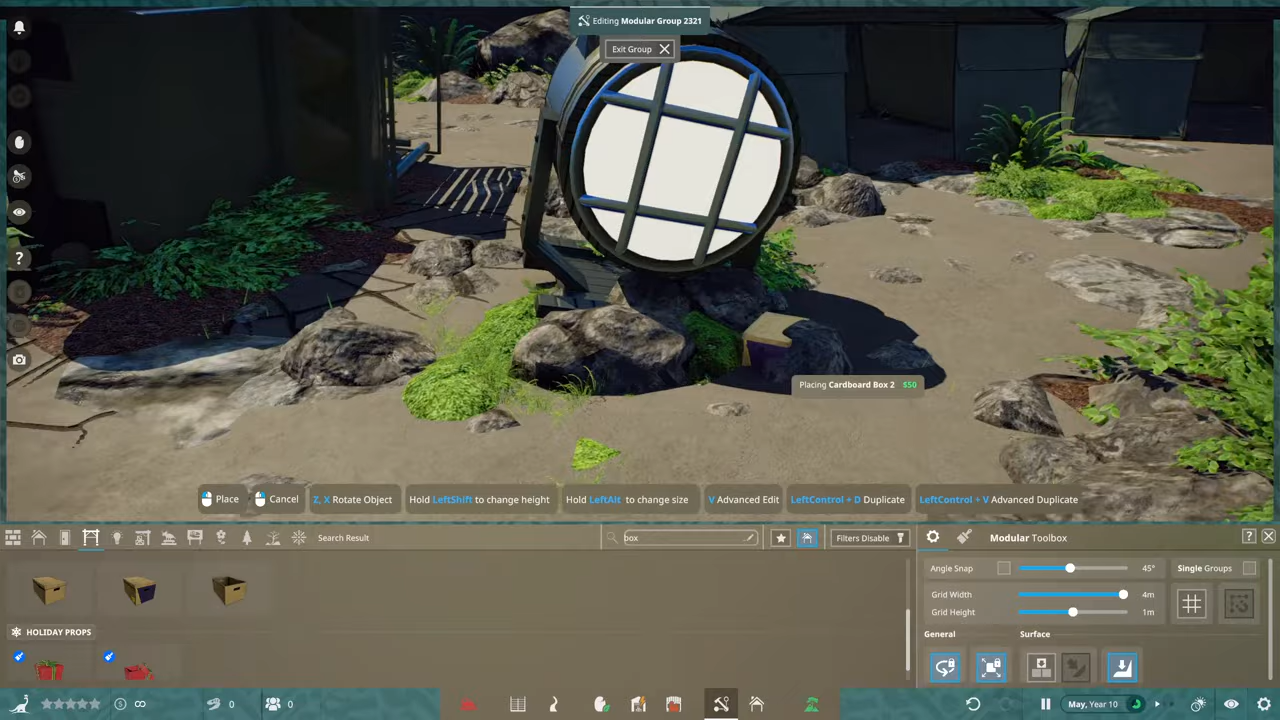 Editing Modular Group 2321
Exit Group
?
Placing Cardboard Box 2 $50
Place
Cancel
Z, X Rotate Object
Hold LeftShift to change height
Hold LeftAlt to change size
V Advanced Edit
LeftControl + D Duplicate
LeftControl + V Advanced Duplicate
Search Result
box
Filters Disable
Modular Toolbox
?
Angle Snap
45°
Single Groups
Grid Width
4m
Grid Height
1m
General
Surface
HOLIDAY PROPS
∞
0
0
May, Year 10